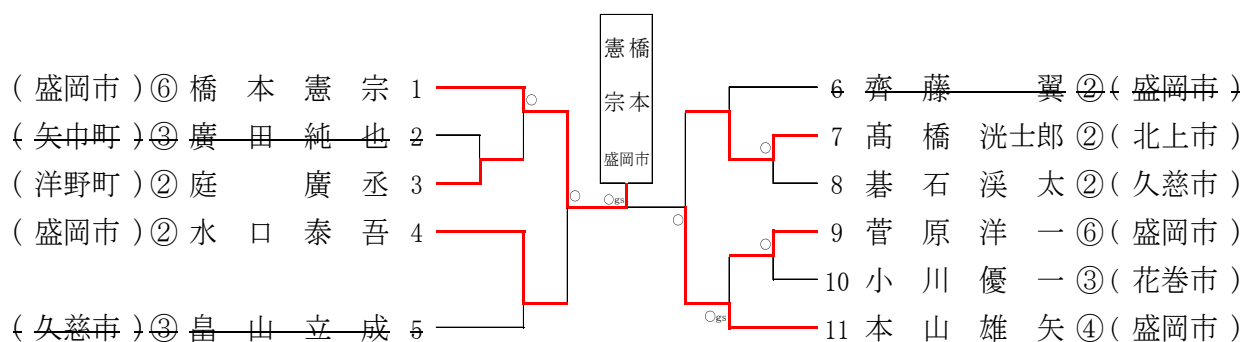 橋本憲宗
盛岡市
( 盛岡市 ) ⑥ 橋本憲宗 1
( 矢巾町 ) ③ 廣田純也 2
( 洋野町 ) ② 庭廣丞 3
( 盛岡市 ) ② 水口泰吾 4
( 久慈市 ) ③ 畠山立成 5
6 齊藤翼 ② ( 盛岡市 )
7 髙橋洸士郎 ② ( 北上市 )
8 碁石渓太 ② ( 久慈市 )
9 菅原洋一 ⑥ ( 盛岡市 )
10 小川優一 ③ ( 花巻市 )
11 本山雄矢 ④ ( 盛岡市 )
○
○
○gs
○
○
○
○gs